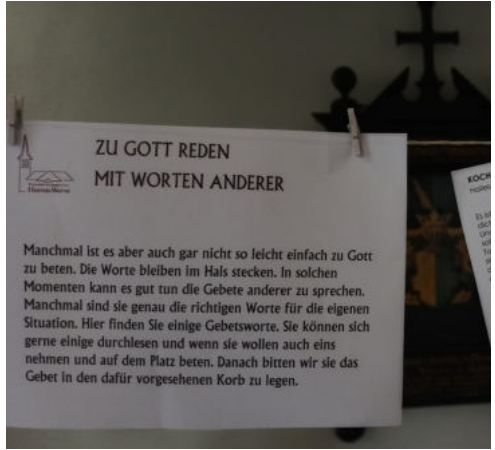 ZU GOTT REDEN
MIT WORTEN ANDERER
Manchmal ist es aber auch gar nicht so leicht einfach zu Gott
zu beten. Die Worte bleiben im Hals stecken. In solchen
Momenten kann es gut tun die Gebete anderer zu sprechen.
Manchmal sind sie genau die richtigen Worte für die eigenen
Situation. Hier finden Sie einige Gebetsworte. Sie können sich
gerne einige durchlesen und wenn sie wollen auch eins
nehmen und auf dem Platz beten. Danach bitten wir sie das
Gebet in den dafür vorgesehenen Korb zu legen.
KOCH